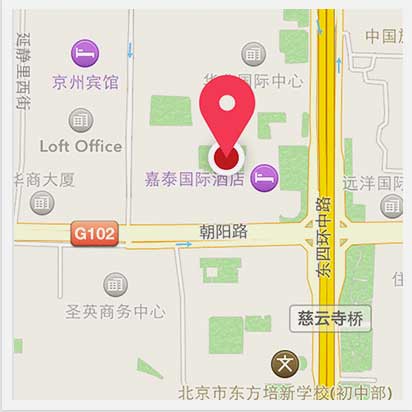 延静里西街
京州宾馆
国际中心
中国
Loft Office
嘉泰国际酒店
华商大厦
远洋国际
G102
朝阳路
东四环中路
圣英商务中心
慈云寺桥
文
北京市东方培新学校(初中部)